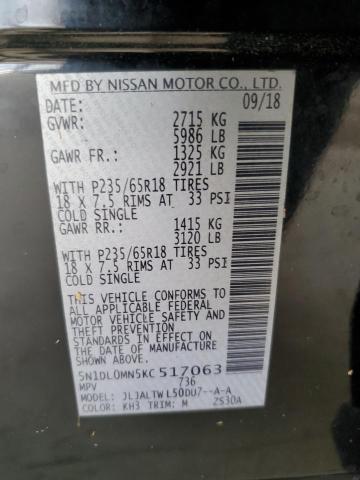 MFD BY NISSAN MOTOR CO., LTD.
DATE: 09/18
GVWR: 2715 KG
5986 LB
GAWR FR.: 1325 KG
2921 LB
WITH P235/65R18 TIRES
18 X 7.5 RIMS AT 33 PSI
COLD SINGLE
GAWR RR.: 1415 KG
3120 LB
WITH P235/65R18 TIRES
18 X 7.5 RIMS AT 33 PSI
COLD SINGLE
THIS VEHICLE CONFORMS TO
ALL APPLICABLE FEDERAL
MOTOR VEHICLE SAFETY AND
THEFT PREVENTION
STANDARDS IN EFFECT ON
THE DATE OF MANUFACTURE
SHOWN ABOVE.
5N1DL0MN5KC 517063
MPV 736
MODEL: JLJALTW L50DU7--A-A
COLOR: KH3 TRIM: M 2S30A